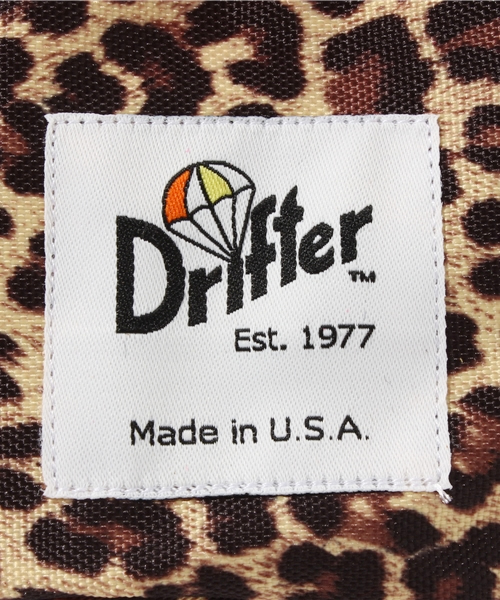 Drifter™
Est. 1977
Made in U.S.A.